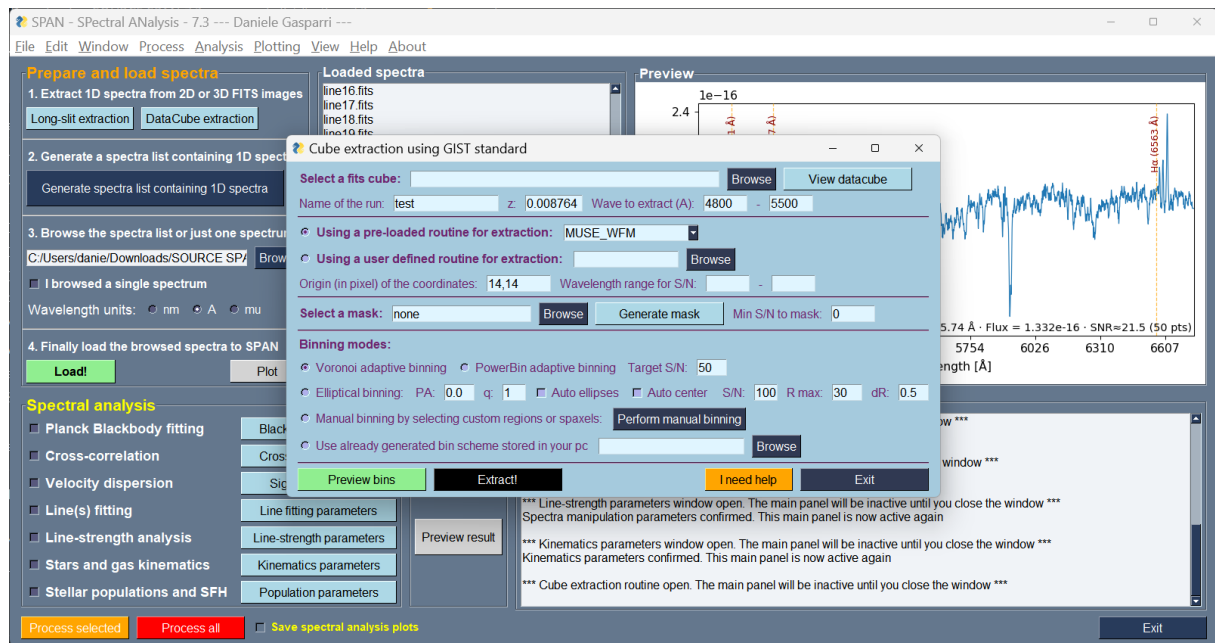 SPAN - SPectral ANalysis - 7.3 --- Daniele Gasparri ---
File Edit Window Process Analysis Plotting View Help About
Prepare and load spectra
1. Extract 1D spectra from 2D or 3D FITS images
Long-slit extraction DataCube extraction
2. Generate a spectra list containing 1D
Generate spectra list containing 1D spectra
3. Browse the spectra list or just one
C:/Users/danie/Downloads/SOURCE
I browsed a single spectrum
Wavelength units: nm A mu
4. Finally load the browsed spectra to SPAN
Load! Plot
Spectral analysis
Planck Blackbody fitting
Cross-correlation
Velocity dispersion
Line(s) fitting Line fitting parameters
Line-strength analysis Line-strength parameters
Stars and gas kinematics Kinematics parameters
Stellar populations and SFH Population parameters
Process selected Process all Save spectral analysis plots
Loaded spectra
line16.fits
line17.fits
line18.fits
line19.fits
Preview result
Preview
1e−16
2.4
Hα (6563 Å)
5.74 Å · Flux = 1.332e-16 · SNR≈21.5 (50 pts)
5754 6026 6310 6607
[Å]
Cube extraction using GIST standard
Select a fits cube: Browse View datacube
Name of the run: test z: 0.008764 Wave to extract (A): 4800 - 5500
Using a pre-loaded routine for extraction: MUSE_WFM
Using a user defined routine for extraction: Browse
Origin (in pixel) of the coordinates: 14,14 Wavelength range for S/N: -
Select a mask: none Browse Generate mask Min S/N to mask: 0
Binning modes:
Voronoi adaptive binning PowerBin adaptive binning Target S/N: 50
Elliptical binning: PA: 0.0 q: 1 Auto ellipses Auto center S/N: 100 R max: 30 dR: 0.5
Manual binning by selecting custom regions or spaxels: Perform manual binning
Use already generated bin scheme stored in your pc Browse
Preview bins Extract! I need help Exit
window ***
*** Line-strength parameters window open. The main panel will be inactive until you close the window ***
Spectra manipulation parameters confirmed. This main panel is now active again
*** Kinematics parameters window open. The main panel will be inactive until you close the window ***
Kinematics parameters confirmed. This main panel is now active again
*** Cube extraction routine open. The main panel will be inactive until you close the window ***
Exit